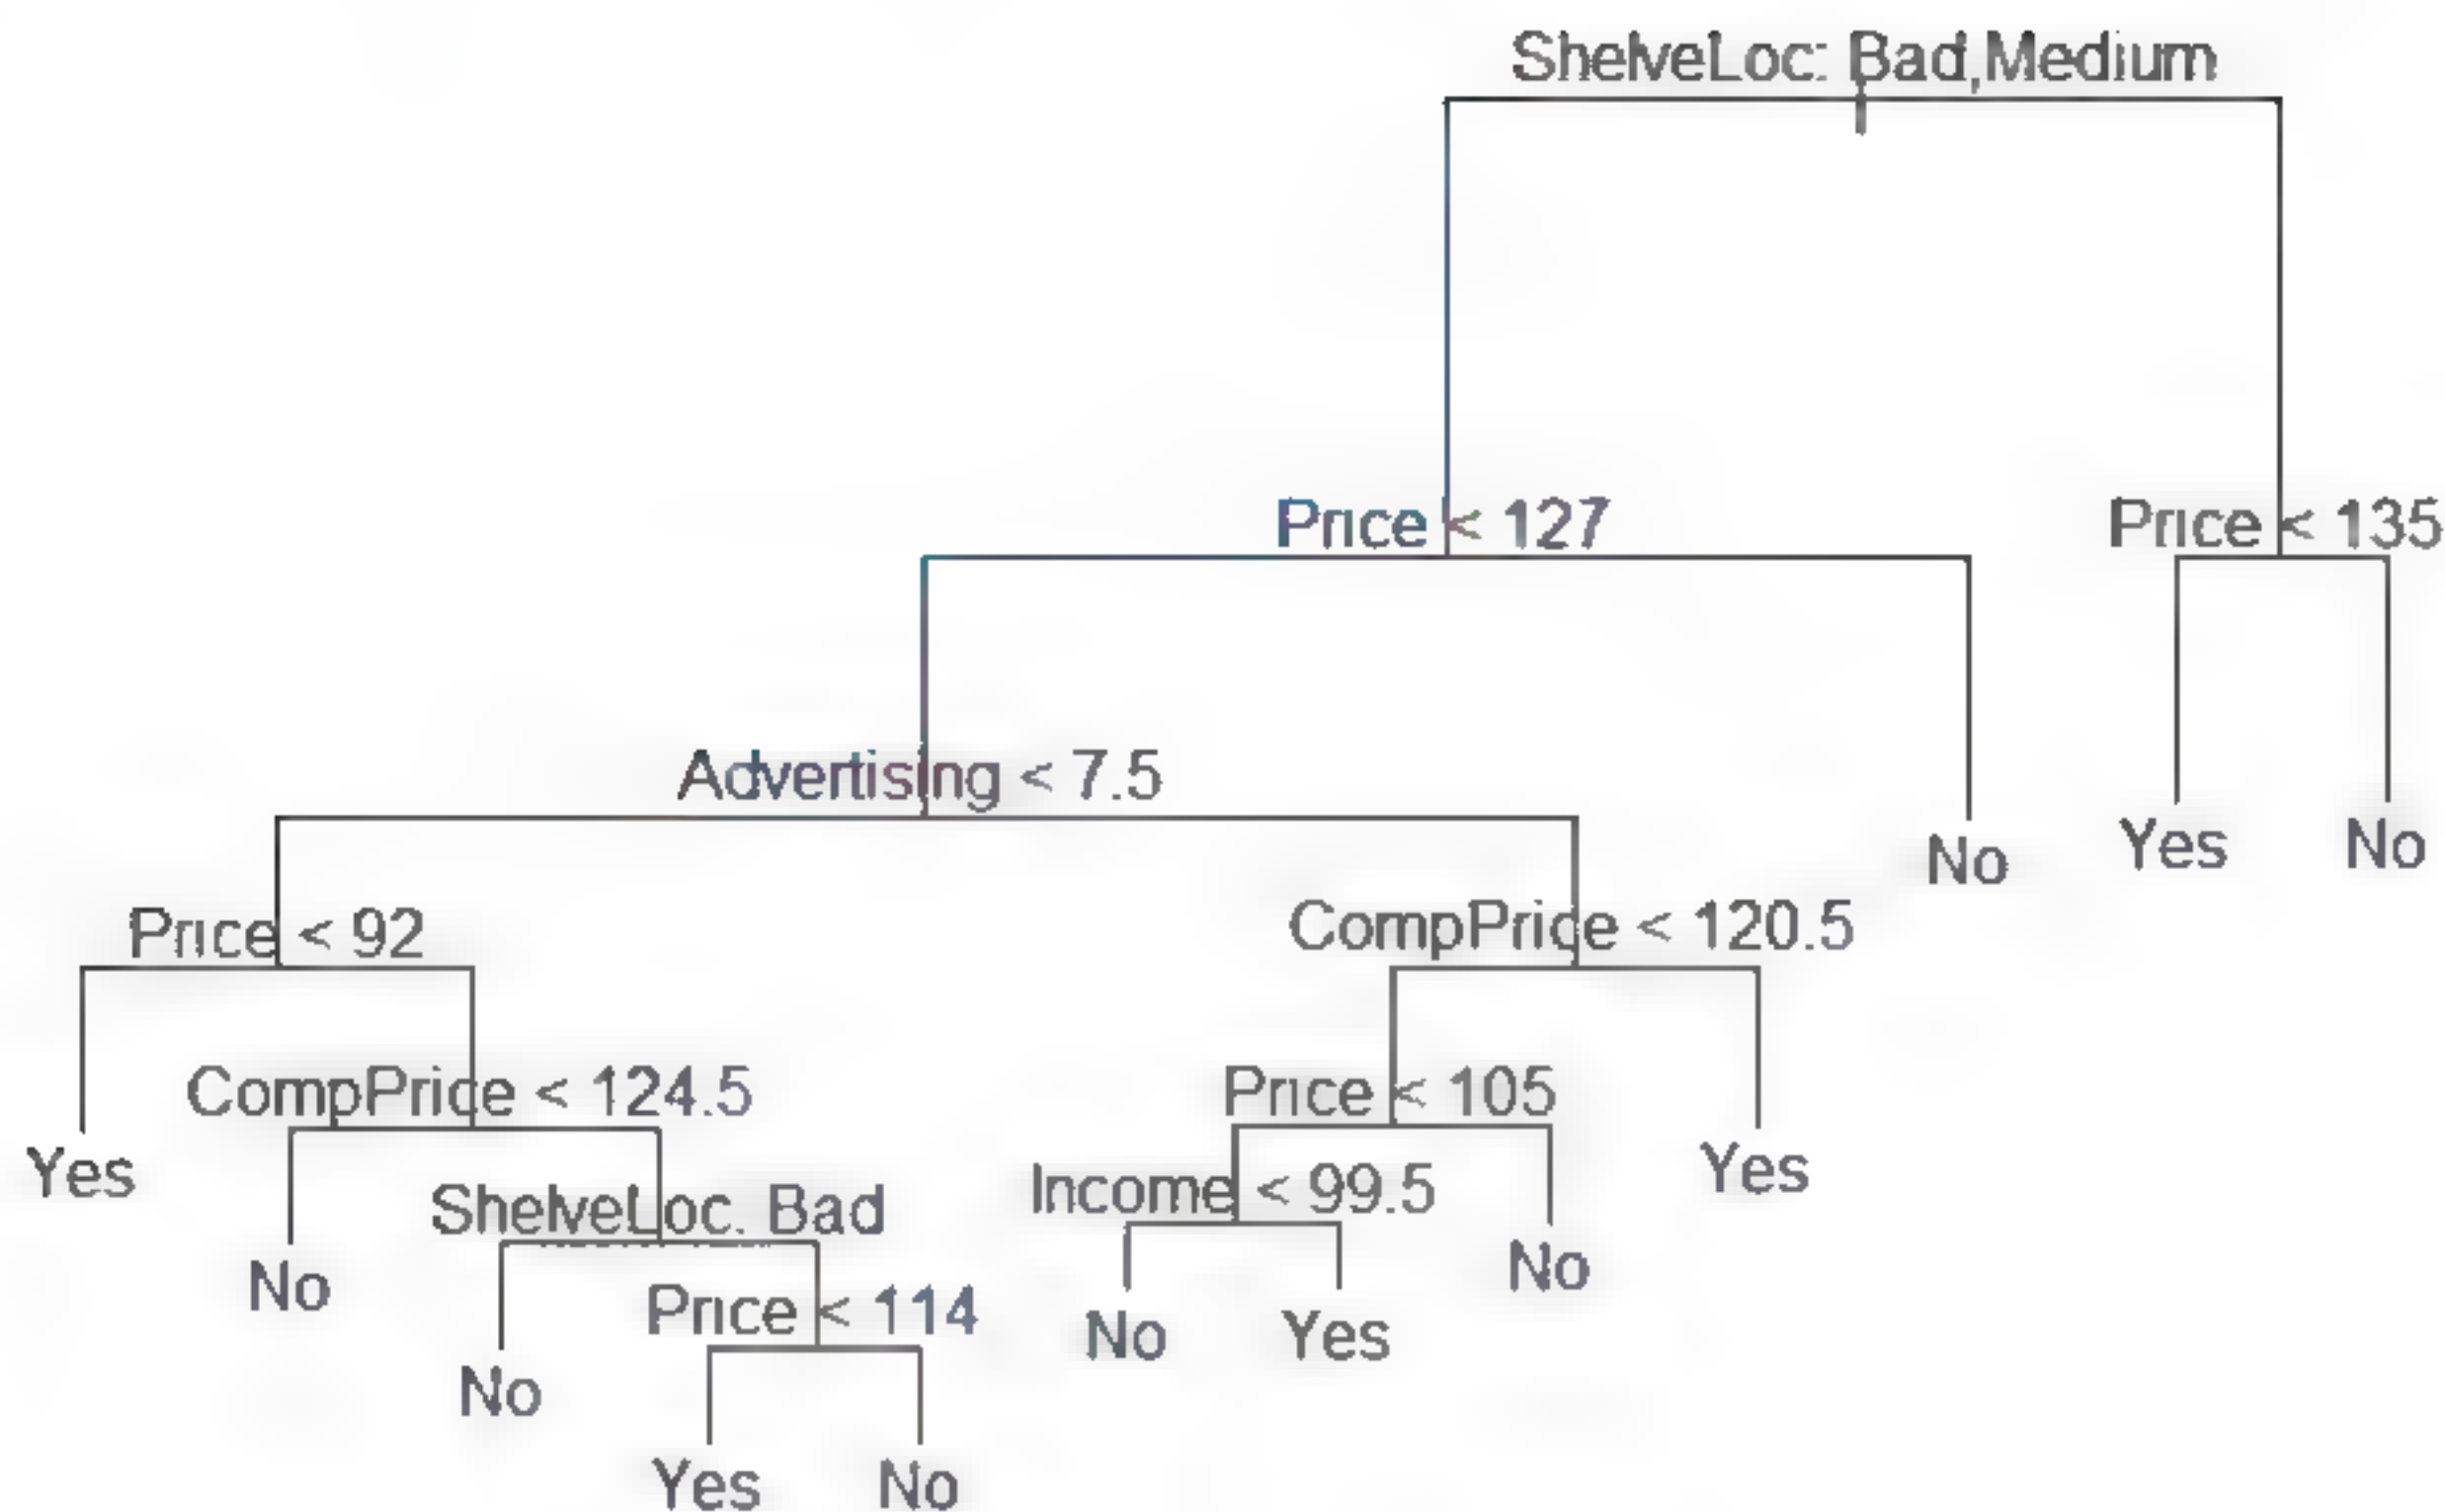 ShelveLoc: Bad,Medium
Price < 127
Price < 135
Advertising < 7.5
Yes
No
No
Price < 92
CompPrice < 120.5
CompPrice < 124.5
Price < 105
Yes
Yes
ShelveLoc: Bad
Income < 99.5
No
No
Price < 114
No
Yes
No
Yes
No